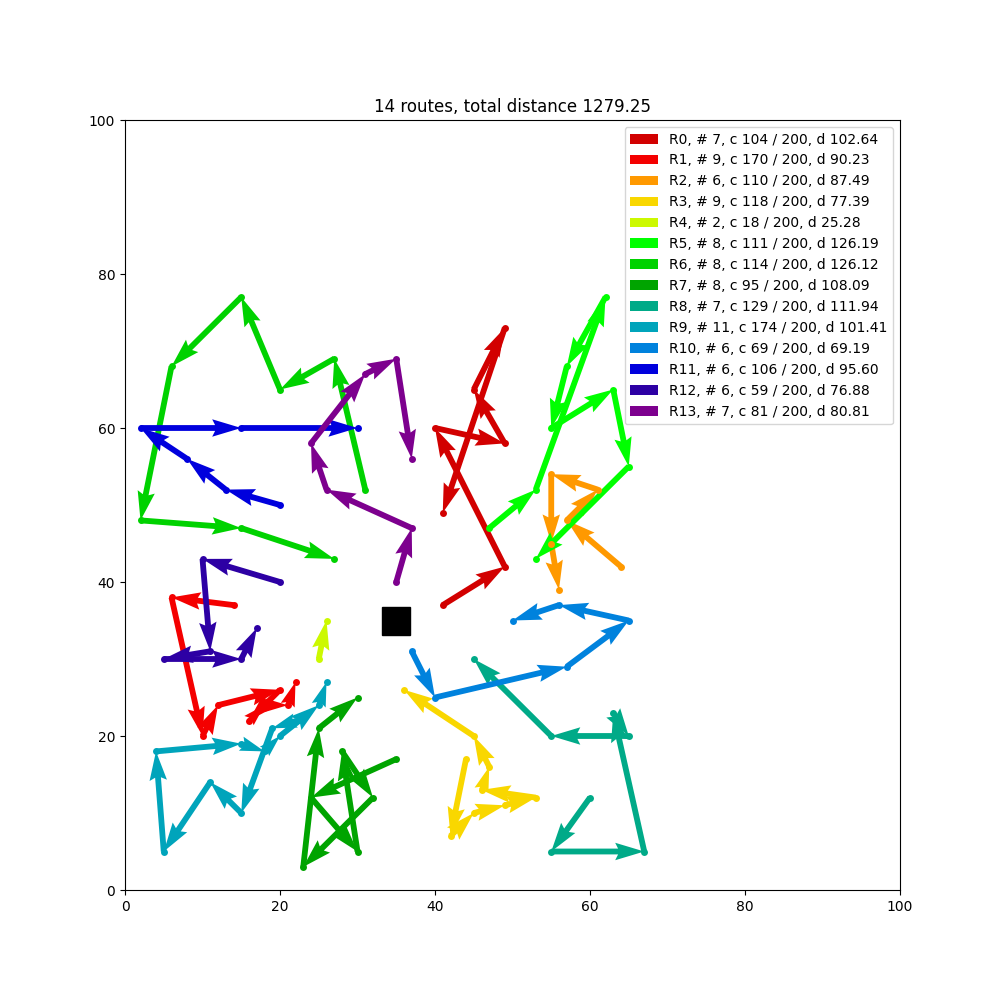 14 routes, total distance 1279.25
100
80
60
40
20
0
0 20 40 60 80 100
R0, # 7, c 104 / 200, d 102.64
R1, # 9, c 170 / 200, d 90.23
R2, # 6, c 110 / 200, d 87.49
R3, # 9, c 118 / 200, d 77.39
R4, # 2, c 18 / 200, d 25.28
R5, # 8, c 111 / 200, d 126.19
R6, # 8, c 114 / 200, d 126.12
R7, # 8, c 95 / 200, d 108.09
R8, # 7, c 129 / 200, d 111.94
R9, # 11, c 174 / 200, d 101.41
R10, # 6, c 69 / 200, d 69.19
R11, # 6, c 106 / 200, d 95.60
R12, # 6, c 59 / 200, d 76.88
R13, # 7, c 81 / 200, d 80.81